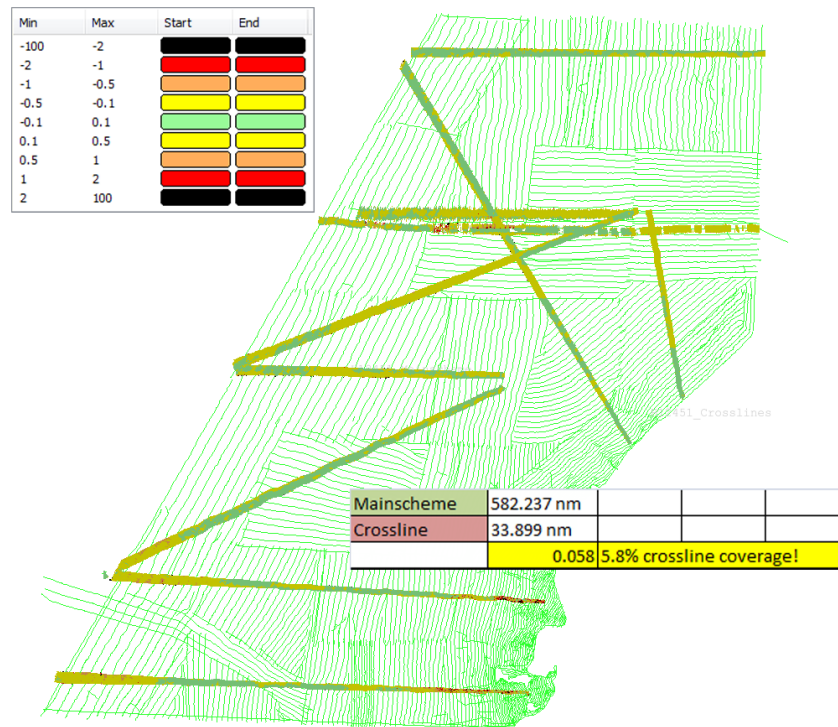 Min Max Start End
-100 -2
-2 -1
-1 -0.5
-0.5 -0.1
-0.1 0.1
0.1 0.5
0.5 1
1 2
2 100
451_Crosslines
Mainscheme 582.237 nm
Crossline 33.899 nm
0.058 5.8% crossline coverage!